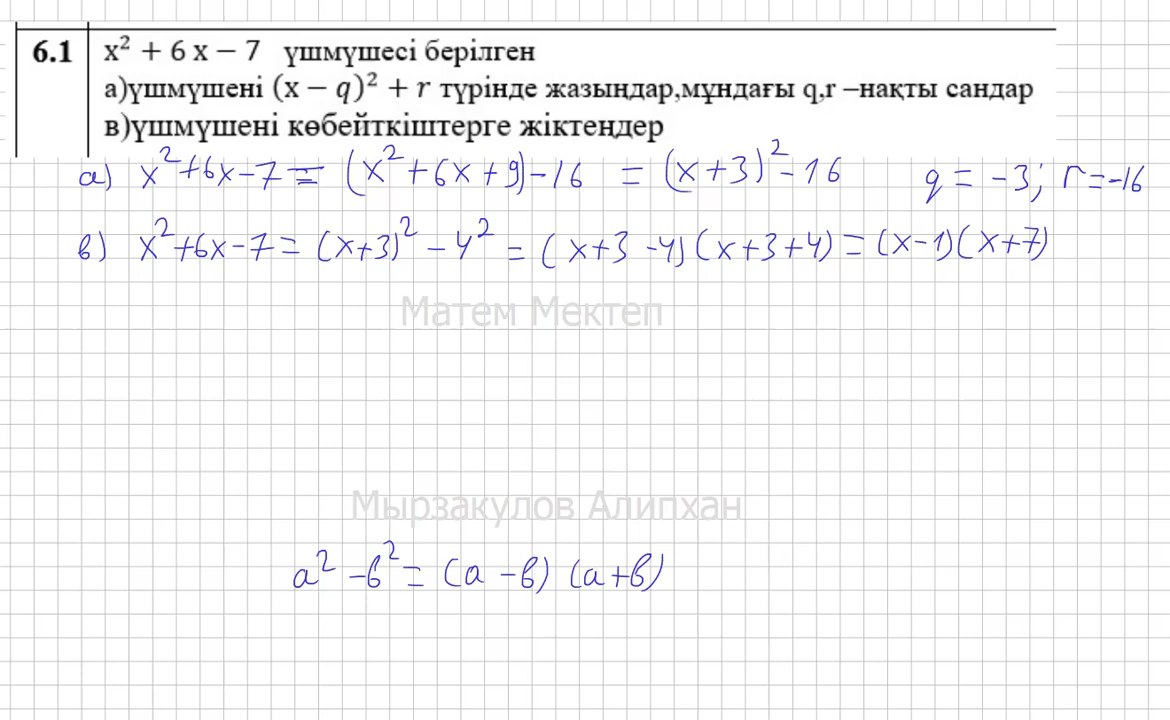 6.1 x² + 6 x − 7 үшмүшесі берілген
а)үшмүшені (x − q)² + r түрінде жазыңдар,мұндағы q,r –нақты сандар
в)үшмүшені көбейткіштерге жіктеңдер
а) x²+6x−7 = (x²+6x+9)−16 = (x+3)²−16 q = −3; r=−16
в) x²+6x−7 = (x+3)² − 4² = (x+3 −4)(x+3+4) = (x−1)(x+7)
Матем Мектеп
Мырзакулов Алипхан
a² −в² = (a −в) (a+в)